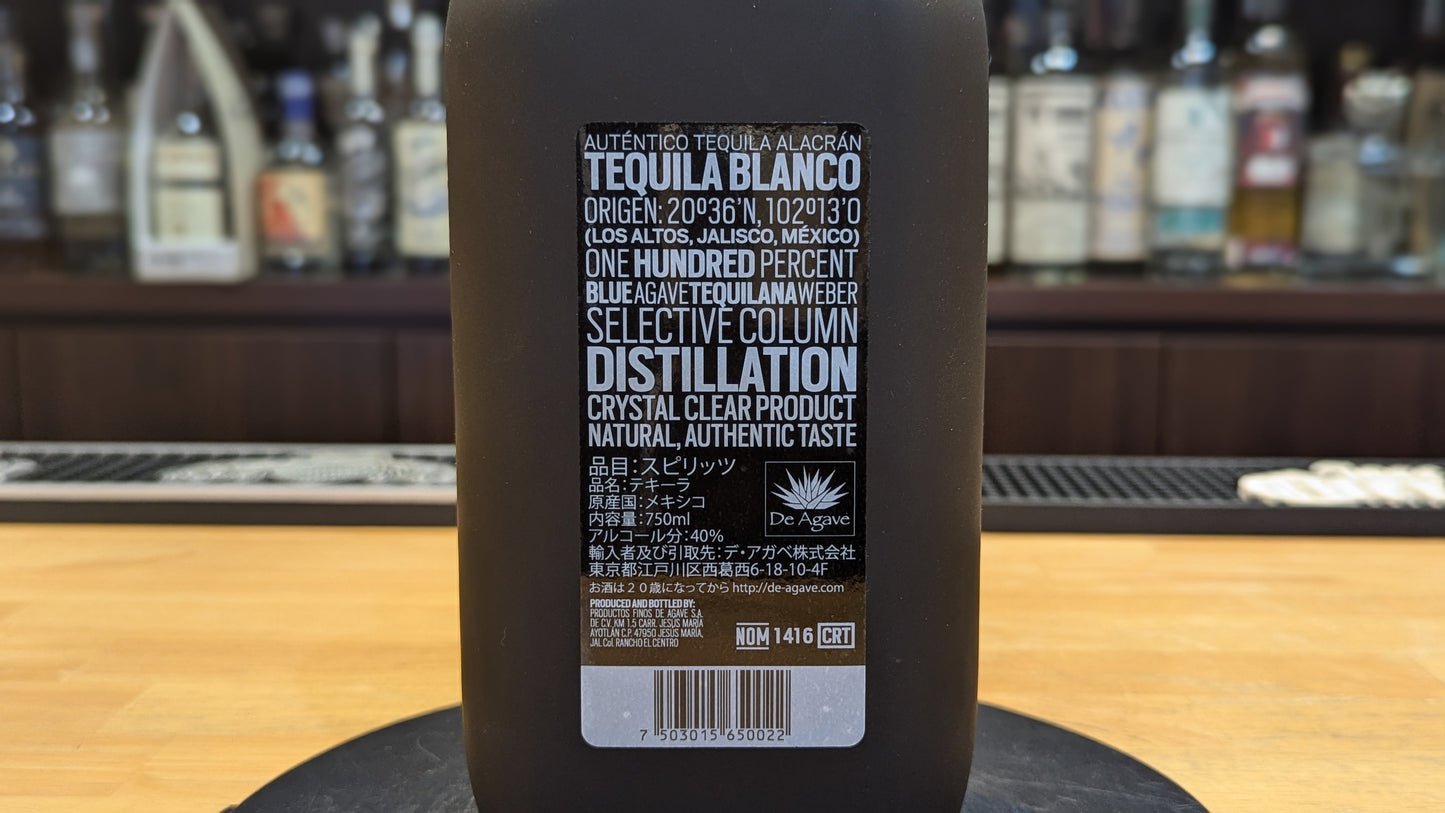 AUTÉNTICO TEQUILA ALACRÁN
TEQUILA BLANCO
ORIGEN: 20º36'N, 102º13'O
(LOS ALTOS, JALISCO, MÉXICO)
ONE HUNDRED PERCENT
BLUE AGAVE TEQUILANA WEBER
SELECTIVE COLUMN
DISTILLATION
CRYSTAL CLEAR PRODUCT
NATURAL, AUTHENTIC TASTE
品目:スピリッツ
品名:テキーラ
原産国:メキシコ
内容量:750ml
アルコール分:40%
輸入者及び引取先:デ・アガベ株式会社
東京都江戸川区西葛西6-18-10-4F
お酒は20歳になってから http://de-agave.com
De Agave
PRODUCED AND BOTTLED BY:
PRODUCTOS FINOS DE AGAVE S.A.
DE C.V., KM 1.5 CARR. JESÚS MARÍA
AYOTLÁN C.P. 47950 JESÚS MARÍA,
JAL. Col. RANCHO EL CENTRO
NOM 1416 CRT
7 503015 650022